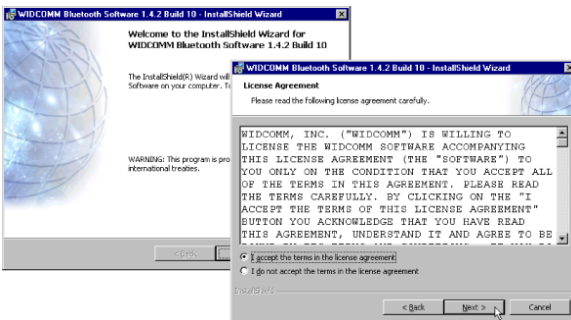 WIDCOMM Bluetooth Software 1.4.2 Build 10 - InstallShield Wizard
Welcome to the InstallShield Wizard for
WIDCOMM Bluetooth Software 1.4.2 Build 10
The InstallShield(R) Wizard will
Software on your computer. To
WARNING: This program is pro
international treaties.
< Back
WIDCOMM Bluetooth Software 1.4.2 Build 10 - InstallShield Wizard
License Agreement
Please read the following license agreement carefully.
WIDCOMM, INC. ("WIDCOMM") IS WILLING TO
LICENSE THE WIDCOMM SOFTWARE ACCOMPANYING
THIS LICENSE AGREEMENT (THE "SOFTWARE") TO
YOU ONLY ON THE CONDITION THAT YOU ACCEPT ALL
OF THE TERMS IN THIS AGREEMENT. PLEASE READ
THE TERMS CAREFULLY. BY CLICKING ON THE "I
ACCEPT THE TERMS OF THIS LICENSE AGREEMENT"
BUTTON YOU ACKNOWLEDGE THAT YOU HAVE READ
THIS AGREEMENT, UNDERSTAND IT AND AGREE TO BE
I accept the terms in the license agreement
I do not accept the terms in the license agreement
InstallShield
< Back
Next >
Cancel